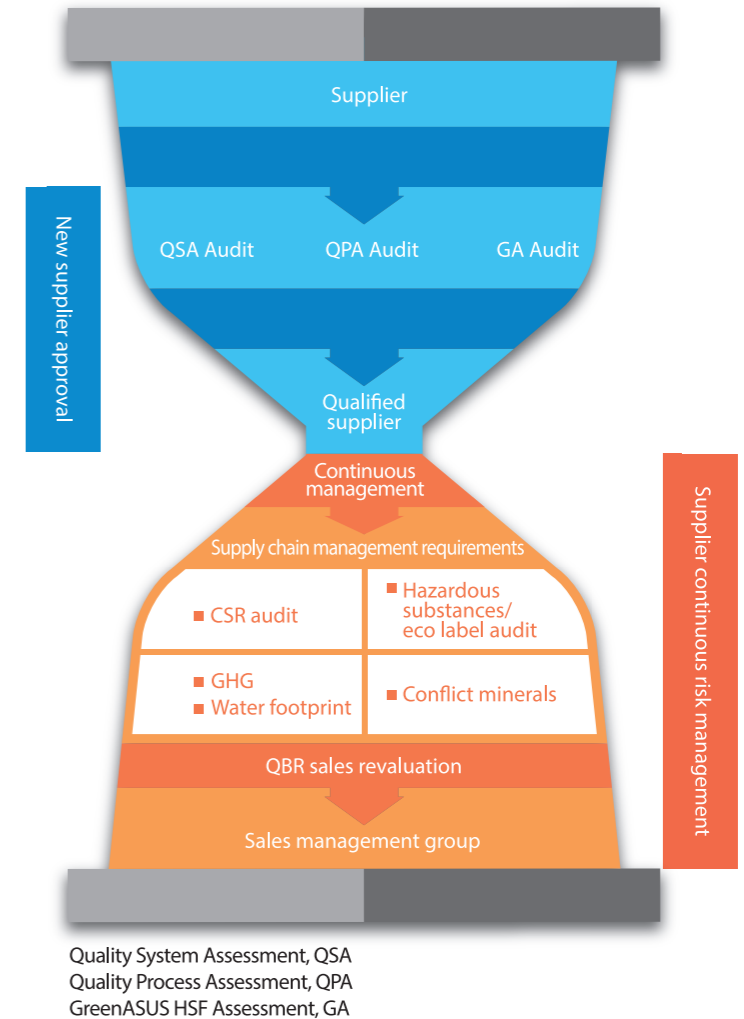 Supplier
New supplier approval
QSA Audit
QPA Audit
GA Audit
Qualified
supplier
Continuous
management
Supply chain management requirements
■ CSR audit
■ Hazardous
substances/
eco label audit
■ GHG
■ Water footprint
■ Conflict minerals
Supplier continuous risk management
QBR sales revaluation
Sales management group
Quality System Assessment, QSA
Quality Process Assessment, QPA
GreenASUS HSF Assessment, GA